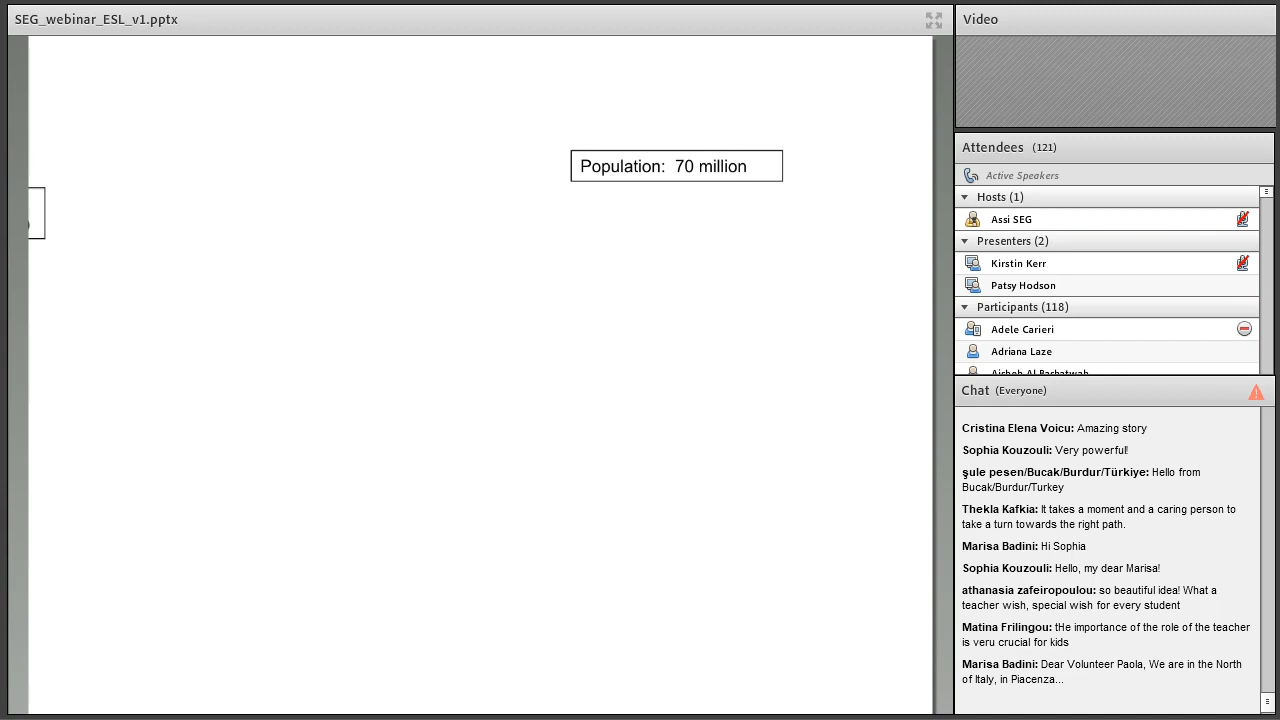 SEG_webinar_ESL_v1.pptx
Population: 70 million
Video
Attendees (121)
Active Speakers
Hosts (1)
Assi SEG
Presenters (2)
Kirstin Kerr
Patsy Hodson
Participants (118)
Adele Carieri
Adriana Laze
Chat (Everyone)
Cristina Elena Voicu: Amazing story
Sophia Kouzouli: Very powerful!
şule pesen/Bucak/Burdur/Türkiye: Hello from
Bucak/Burdur/Turkey
Thekla Kafkia: It takes a moment and a caring person to
take a turn towards the right path.
Marisa Badini: Hi Sophia
Sophia Kouzouli: Hello, my dear Marisa!
athanasia zafeiropoulou: so beautiful idea! What a
teacher wish, special wish for every student
Matina Frilingou: tHe importance of the role of the teacher
is veru crucial for kids
Marisa Badini: Dear Volunteer Paola, We are in the North
of Italy, in Piacenza...